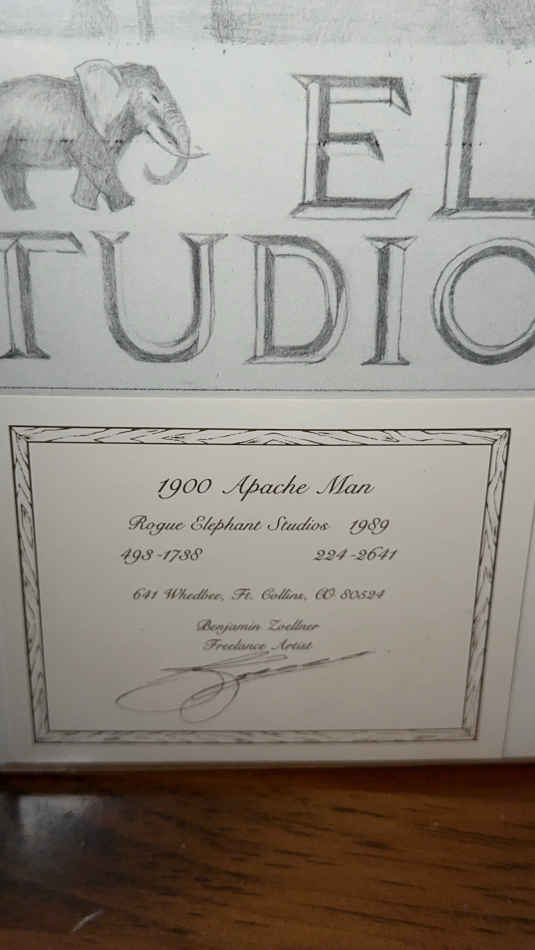 EL
TUDIO
1900 Apache Man
Rogue Elephant Studios 1989
493-1738 224-2641
641 Whedbee, Ft. Collins, CO 80524
Benjamin Zoellner
Freelance Artist